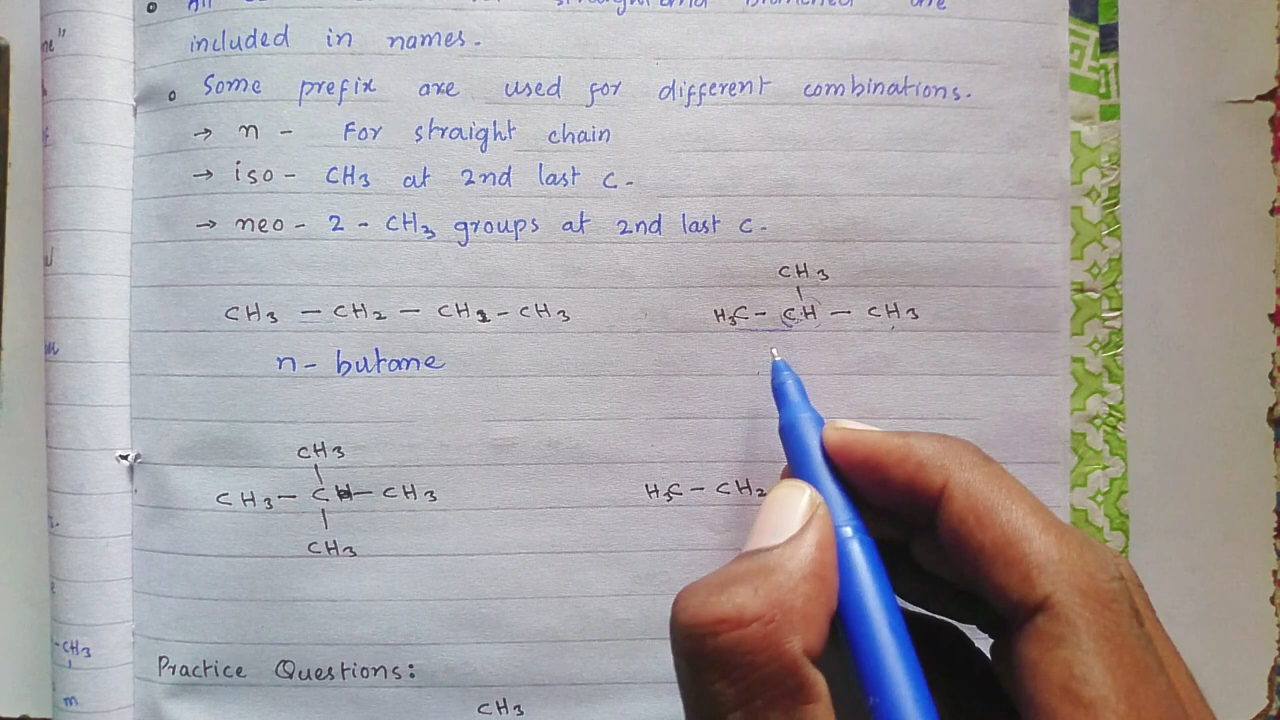 included in names.
Some prefix are used for different combinations.
→ n - For straight chain
→ iso - CH3 at 2nd last c.
→ neo - 2 - CH3 groups at 2nd last c.
CH3
CH3 - CH2 - CH2 - CH3
H3C - CH - CH3
n - butane
CH3
CH3 - C - CH3
H3C - CH2
CH3
Practice Questions:
CH3
-CH3